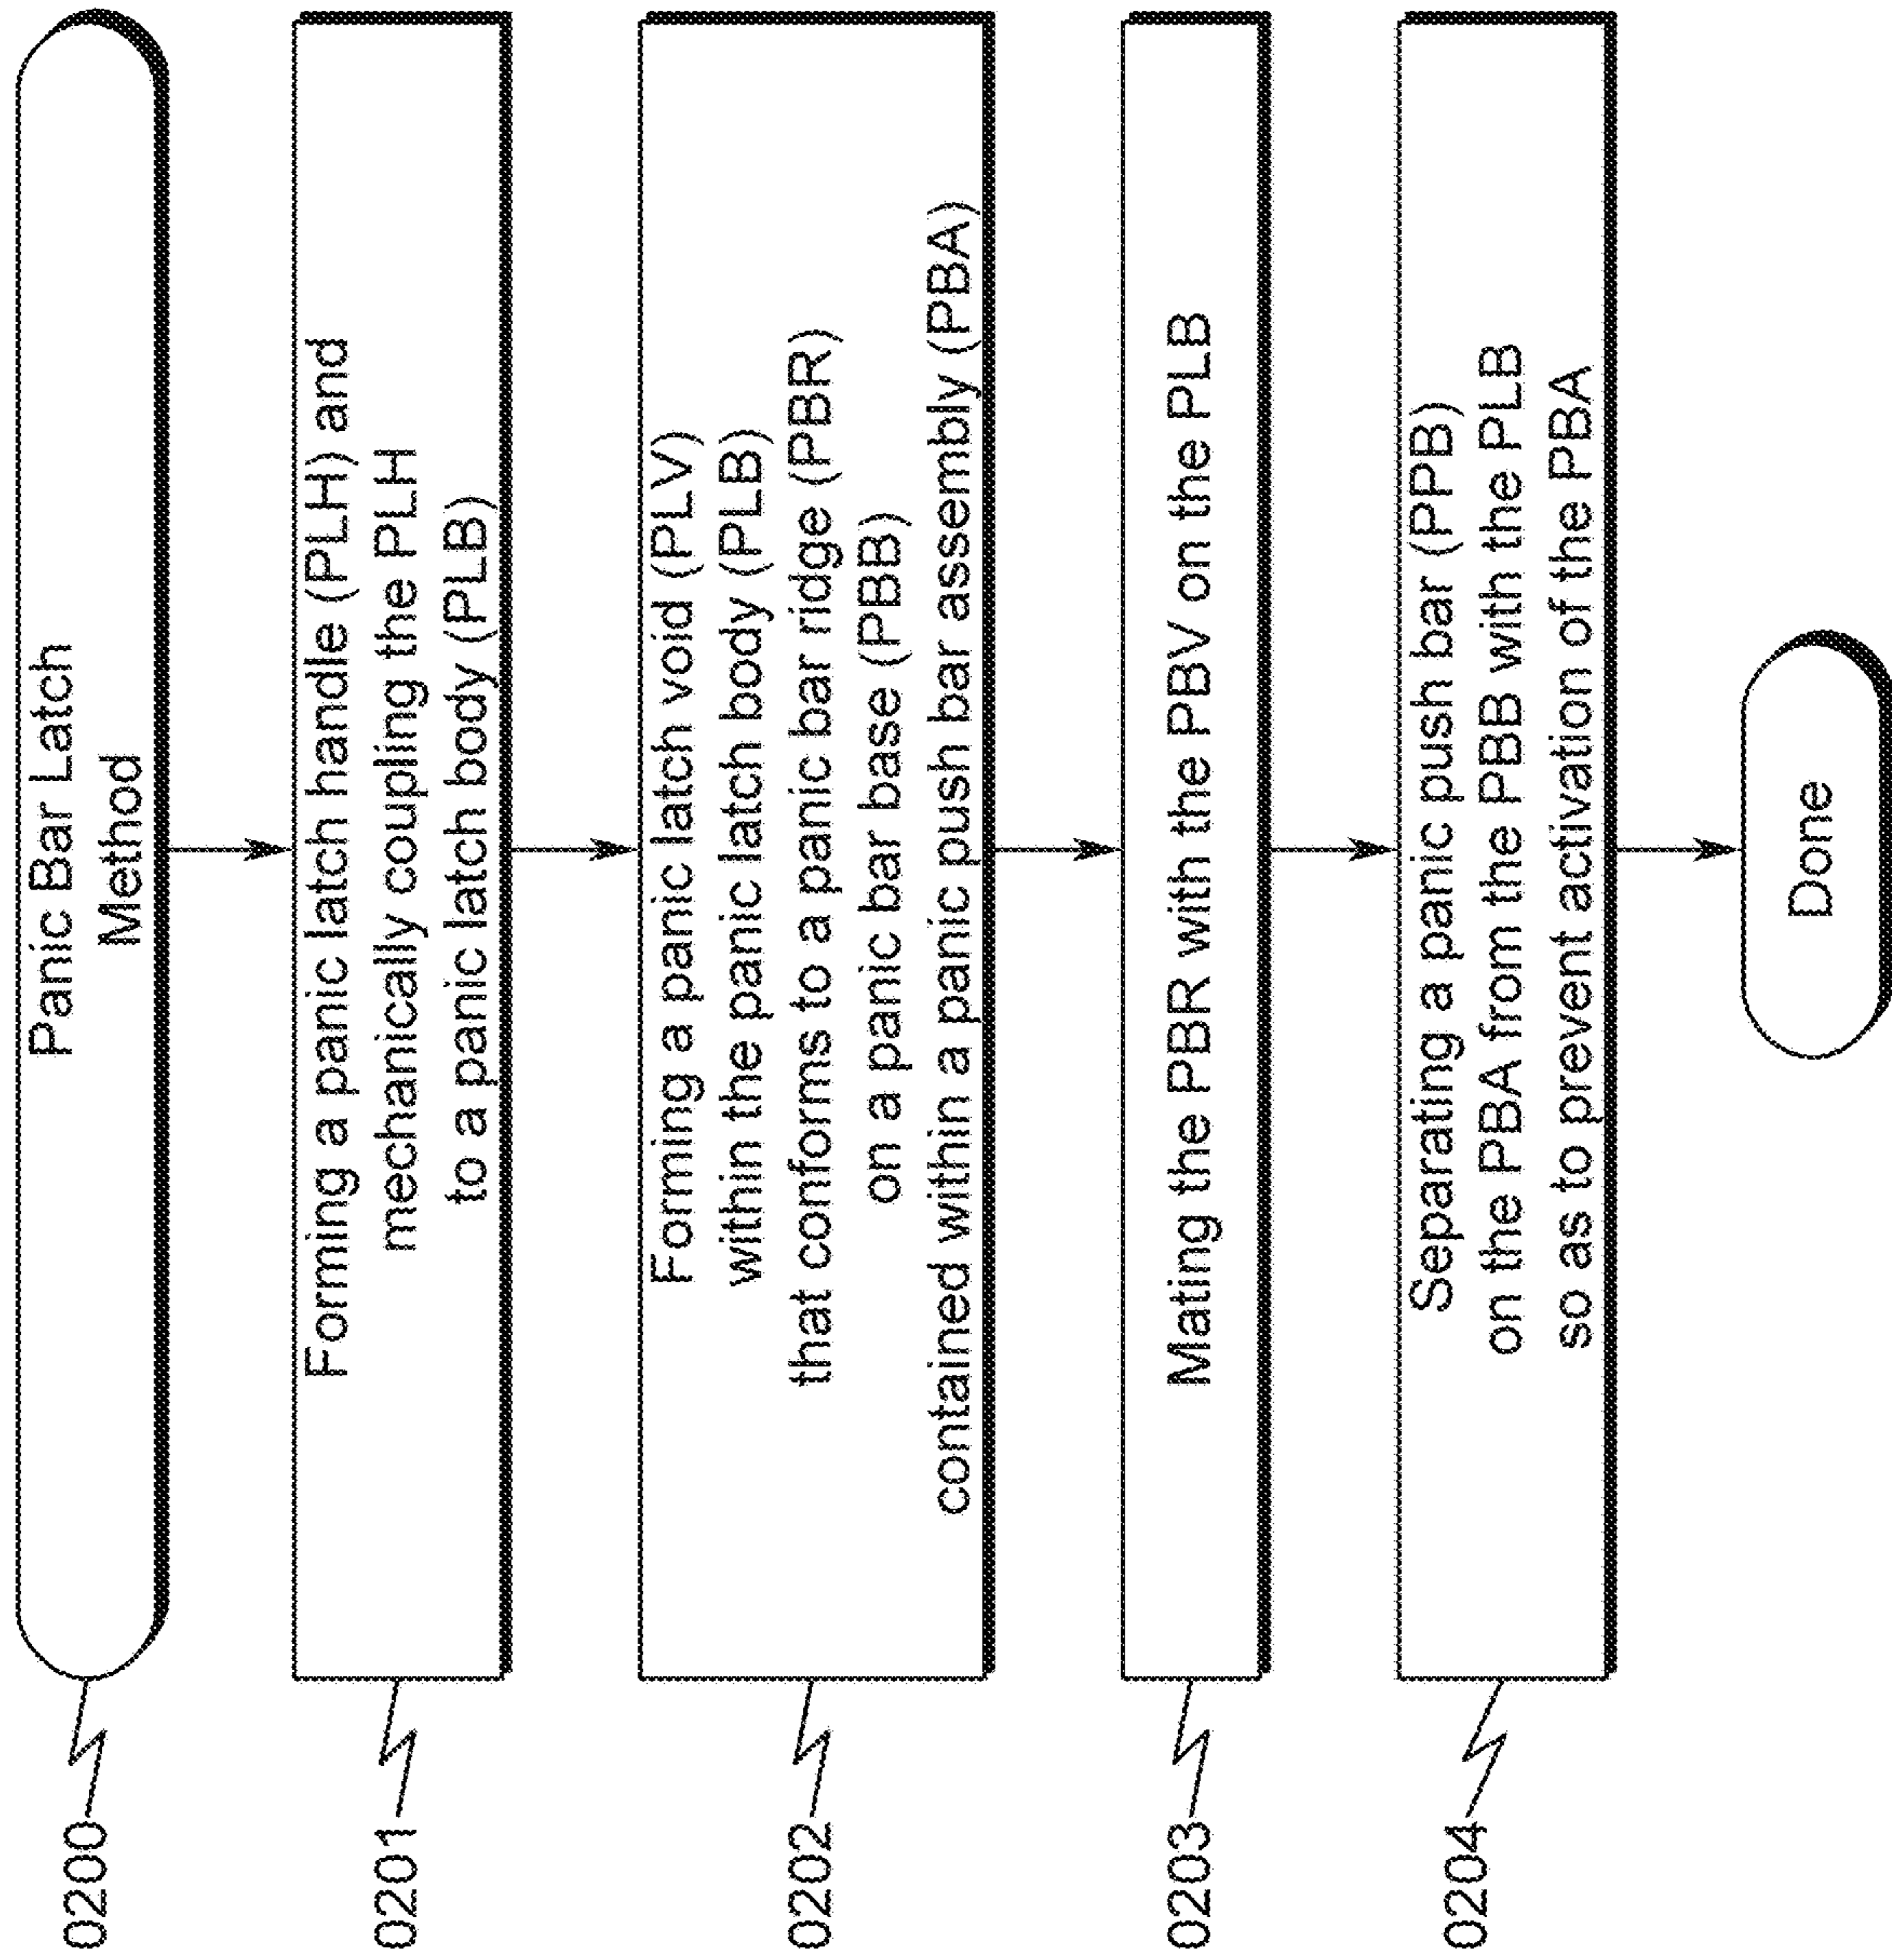 0200
Panic Bar Latch
Method
0201
Forming a panic latch handle (PLH) and
mechanically coupling the PLH
to a panic latch body (PLB)
0202
Forming a panic latch void (PLV)
within the panic latch body (PLB)
that conforms to a panic bar ridge (PBR)
on a panic bar base (PBB)
contained within a panic push bar assembly (PBA)
0203
Mating the PBR with the PBV on the PLB
0204
Separating a panic push bar (PPB)
on the PBA from the PBB with the PLB
so as to prevent activation of the PBA
Done